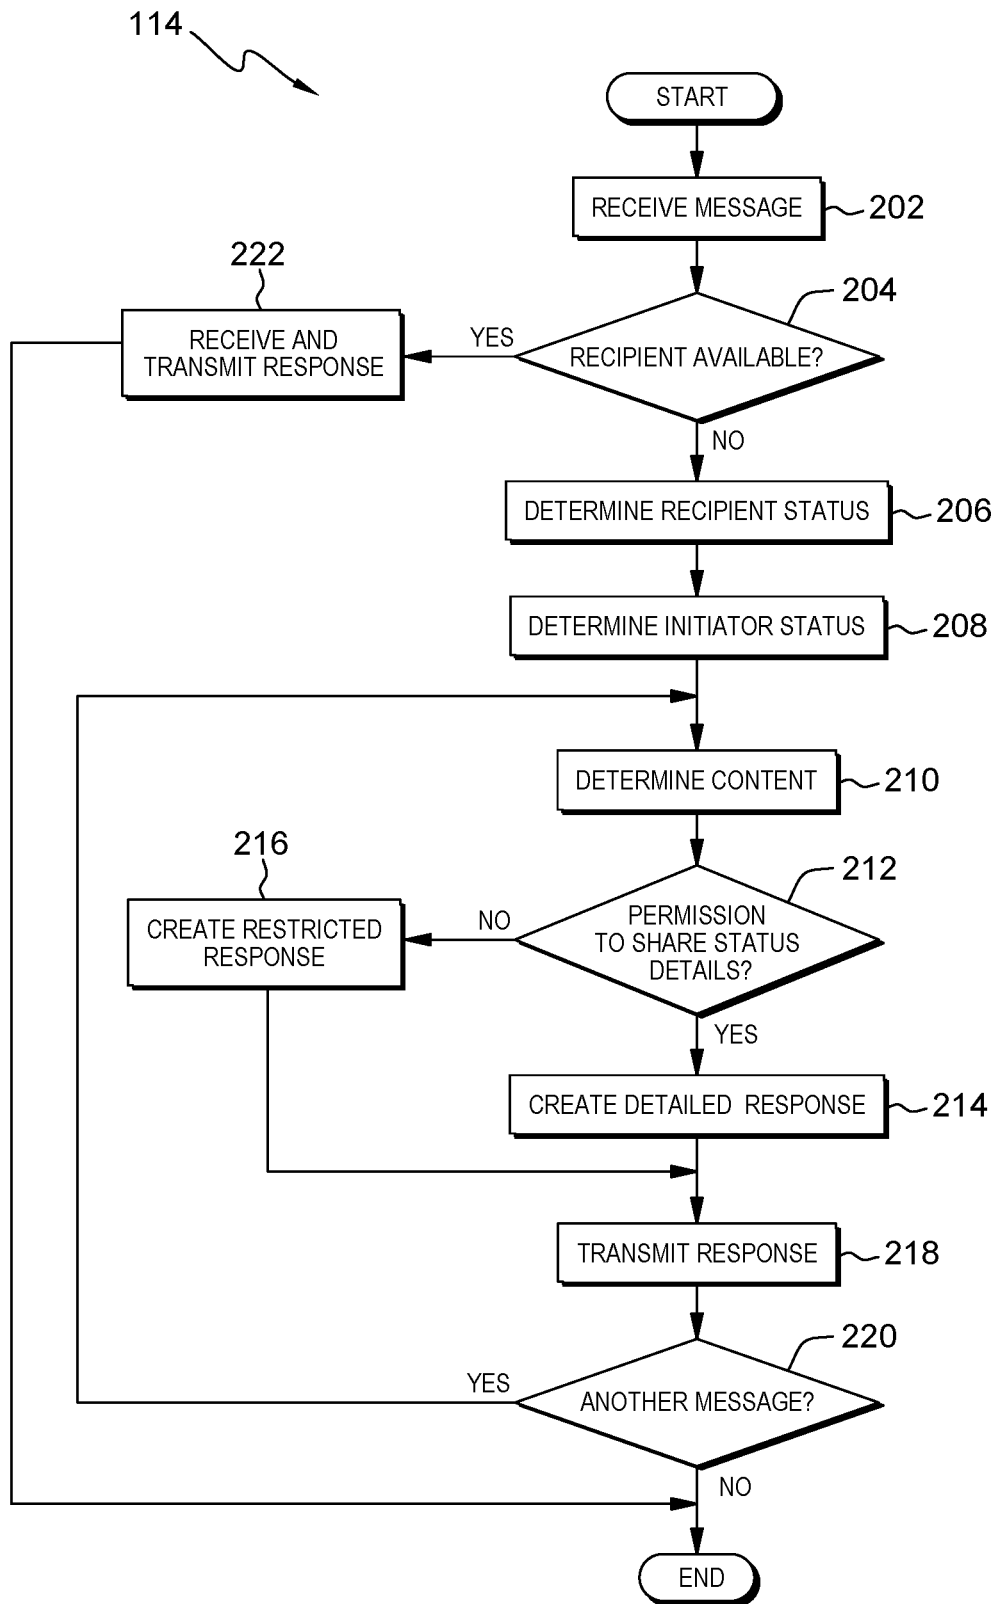 114
START
RECEIVE MESSAGE
202
204
RECIPIENT AVAILABLE?
YES
222
RECEIVE AND
TRANSMIT RESPONSE
NO
DETERMINE RECIPIENT STATUS
206
DETERMINE INITIATOR STATUS
208
DETERMINE CONTENT
210
212
PERMISSION
TO SHARE STATUS
DETAILS?
NO
216
CREATE RESTRICTED
RESPONSE
YES
CREATE DETAILED RESPONSE
214
TRANSMIT RESPONSE
218
220
ANOTHER MESSAGE?
YES
NO
END